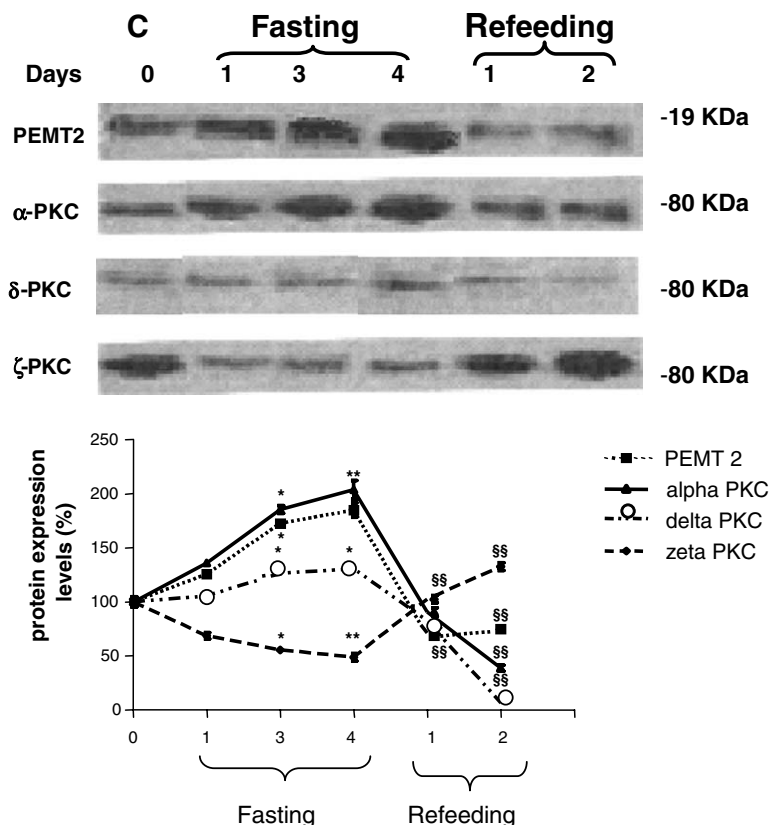 C Fasting Refeeding
Days 0 1 3 4 1 2
PEMT2 -19 KDa
α-PKC -80 KDa
δ-PKC -80 KDa
ζ-PKC -80 KDa
protein expression
levels (%)
250
200
150
100
50
0
* ** * * * * ** §§ §§ §§ §§ §§ §§
0 1 3 4 1 2
Fasting Refeeding
PEMT 2
alpha PKC
delta PKC
zeta PKC